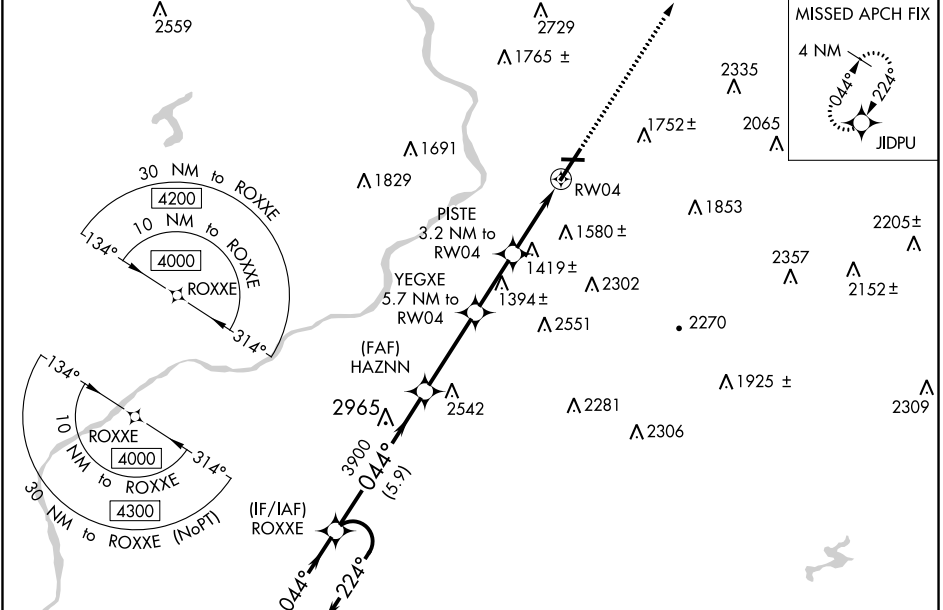 2559
2729
1765 ±
MISSED APCH FIX
4 NM
044°
224°
JIDPU
2335
1752 ±
2065
1691
1829
RW04
30 NM to ROXXE
4200
10 NM to ROXXE
4000
134°
ROXXE
314°
PISTE
3.2 NM to
RW04
1580 ±
1853
2205 ±
1419 ±
2357
2152 ±
YEGXE
5.7 NM to
RW04
1394 ±
2302
2551
2270
(FAF)
HAZNN
134°
2965
2542
2281
1925 ±
2309
2306
ROXXE
314°
4000
10 NM to ROXXE
4300
30 NM to ROXXE (NoPT)
3900
044°
(5.9)
(IF/IAF)
ROXXE
044°
224°